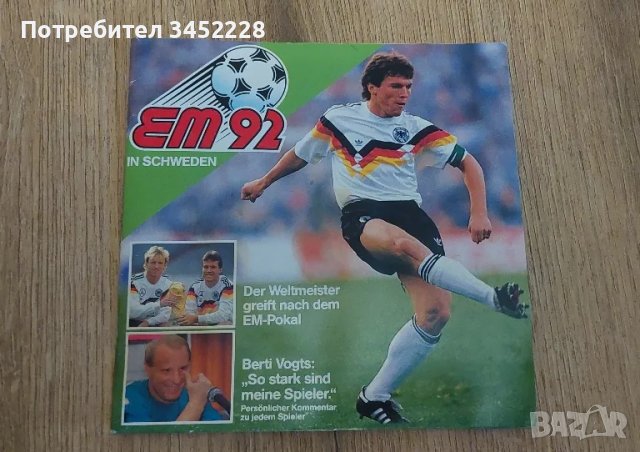 Потребител 3452228
EM 92
IN SCHWEDEN
Der Weltmeister
greift nach dem
EM-Pokal
Berti Vogts:
„So stark sind
meine Spieler."
Persönlicher Kommentar
zu jedem Spieler
BAZAR